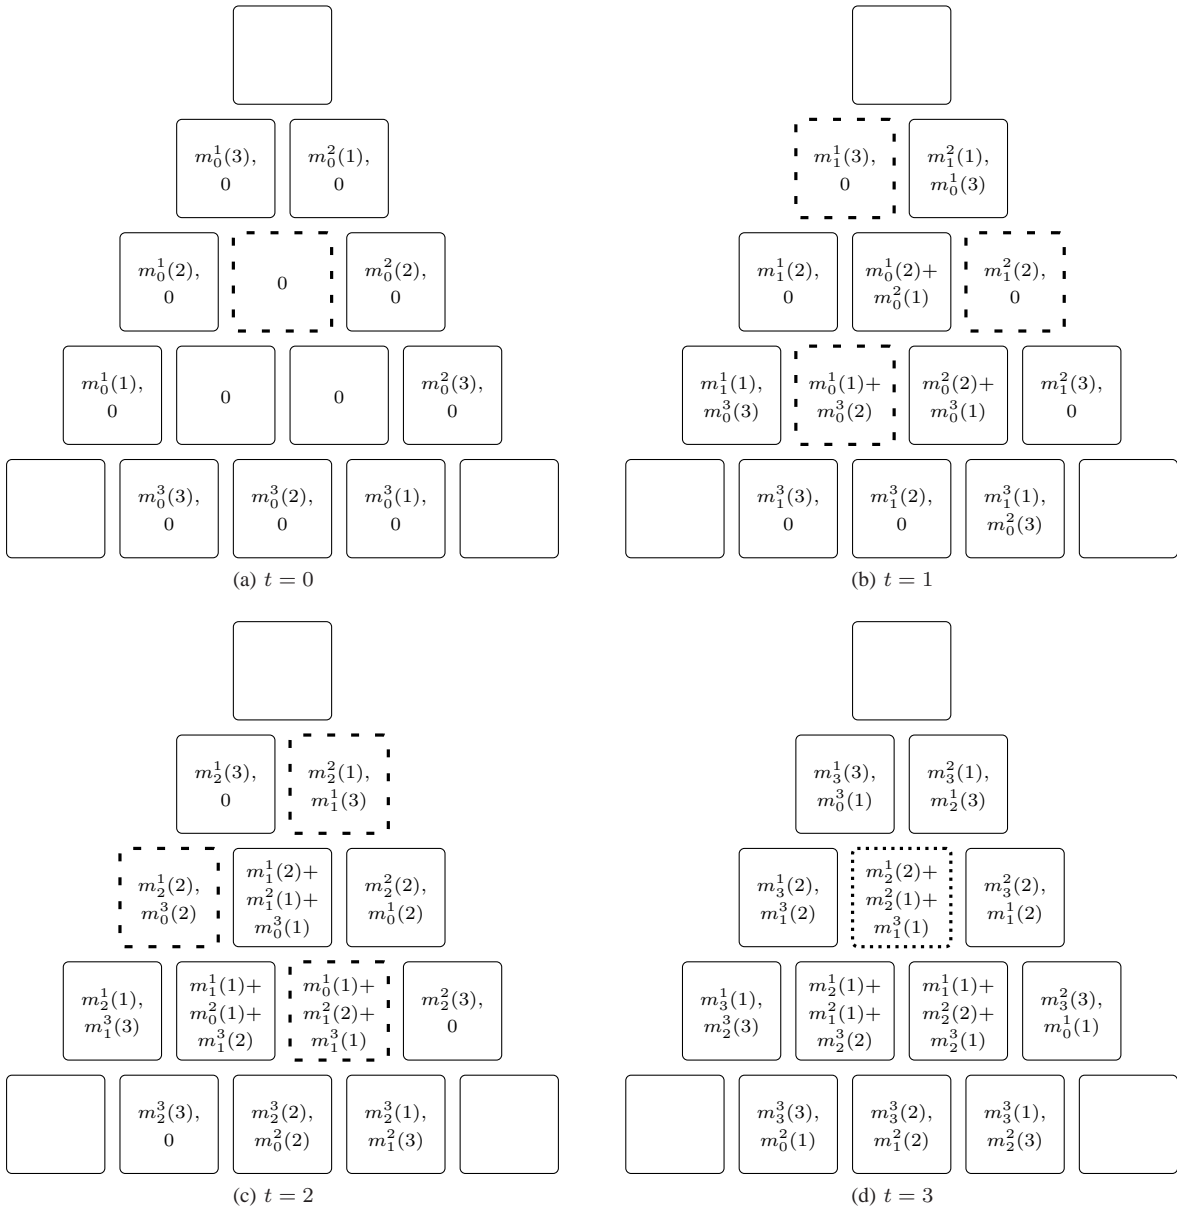 m_0^1(3), m_0^2(1),
0 0
m_0^1(2), 0 m_0^2(2),
0 0
m_0^1(1), 0 0 m_0^2(3),
0 0
m_0^3(3), m_0^3(2), m_0^3(1),
0 0 0
(a) t = 0
m_1^1(3), m_1^2(1),
0 m_0^1(3)
m_1^1(2), m_0^1(2)+ m_1^2(2),
0 m_0^2(1) 0
m_1^1(1), m_0^1(1)+ m_0^2(2)+ m_1^2(3),
m_0^3(3) m_0^3(2) m_0^3(1) 0
m_1^3(3), m_1^3(2), m_1^3(1),
0 0 m_0^2(3)
(b) t = 1
m_2^1(3), m_2^2(1),
0 m_1^1(3)
m_2^1(2), m_1^1(2)+ m_2^2(2),
m_0^3(2) m_1^2(1)+ m_0^1(2)
m_0^3(1)
m_2^1(1), m_1^1(1)+ m_0^1(1)+ m_2^2(3),
m_1^3(3) m_0^2(1)+ m_1^2(2)+ 0
m_1^3(2) m_1^3(1)
m_2^3(3), m_2^3(2), m_2^3(1),
0 m_0^2(2) m_1^2(3)
(c) t = 2
m_3^1(3), m_3^2(1),
m_0^3(1) m_2^1(3)
m_3^1(2), m_2^1(2)+ m_3^2(2),
m_1^3(2) m_2^2(1)+ m_1^1(2)
m_1^3(1)
m_3^1(1), m_2^1(1)+ m_1^1(1)+ m_3^2(3),
m_2^3(3) m_1^2(1)+ m_2^2(2)+ m_0^1(1)
m_2^3(2) m_2^3(1)
m_3^3(3), m_3^3(2), m_3^3(1),
m_0^2(1) m_1^2(2) m_2^2(3)
(d) t = 3